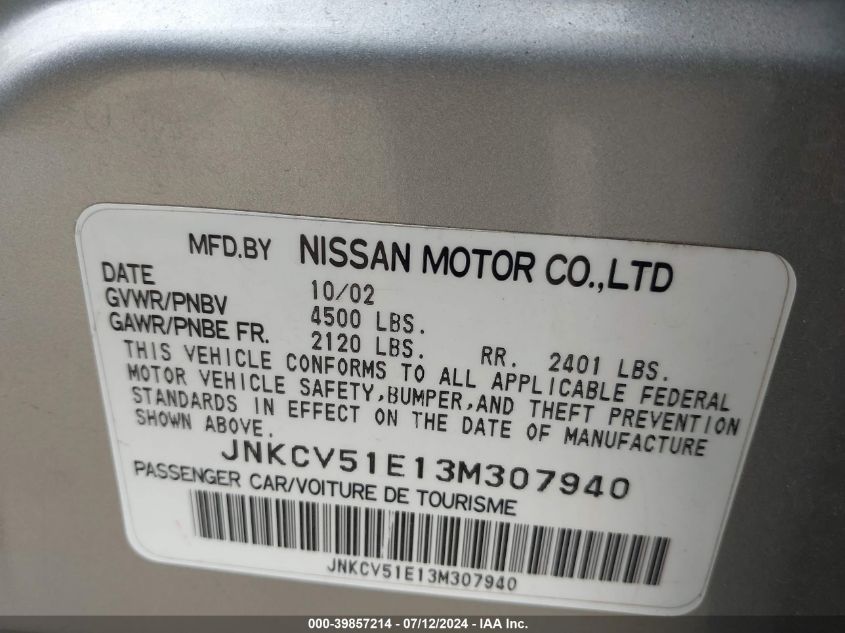 MFD.BY NISSAN MOTOR CO.,LTD
DATE 10/02
GVWR/PNBV 4500 LBS.
GAWR/PNBE FR. 2120 LBS. RR. 2401 LBS.
THIS VEHICLE CONFORMS TO ALL APPLICABLE FEDERAL
MOTOR VEHICLE SAFETY,BUMPER,AND THEFT PREVENTION
STANDARDS IN EFFECT ON THE DATE OF MANUFACTURE
SHOWN ABOVE.
JNKCV51E13M307940
PASSENGER CAR/VOITURE DE TOURISME
JNKCV51E13M307940
000-39857214 - 07/12/2024 - IAA Inc.